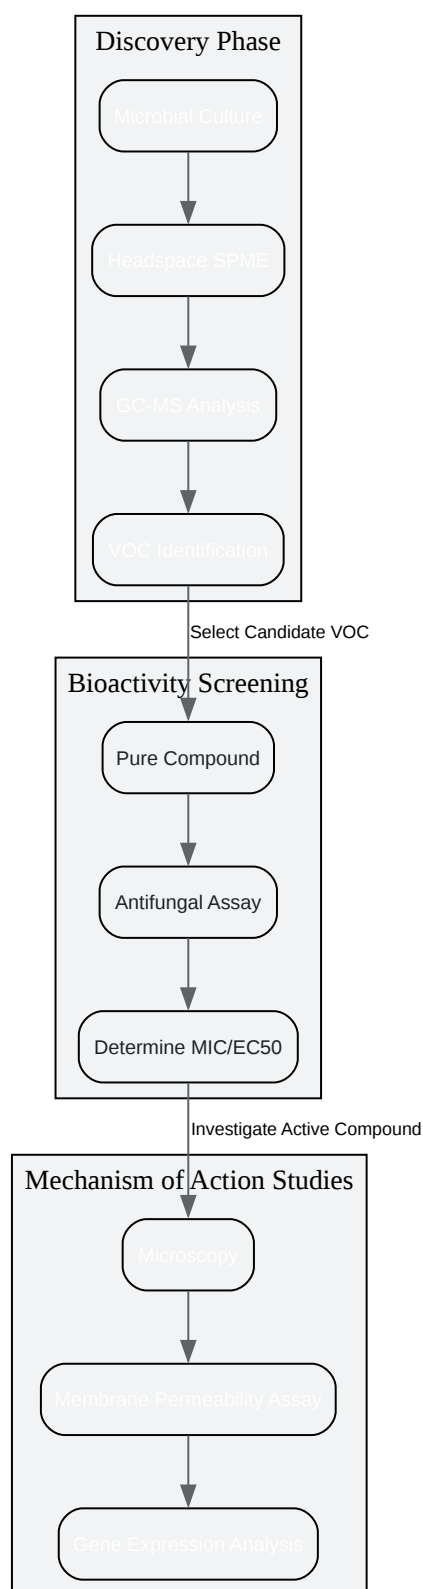 Discovery Phase
Microbial Culture
Headspace SPME
GC-MS Analysis
VOC Identification
Select Candidate VOC
Bioactivity Screening
Pure Compound
Antifungal Assay
Determine MIC/EC50
Investigate Active Compound
Mechanism of Action Studies
Microscopy
Membrane Permeability Assay
Gene Expression Analysis